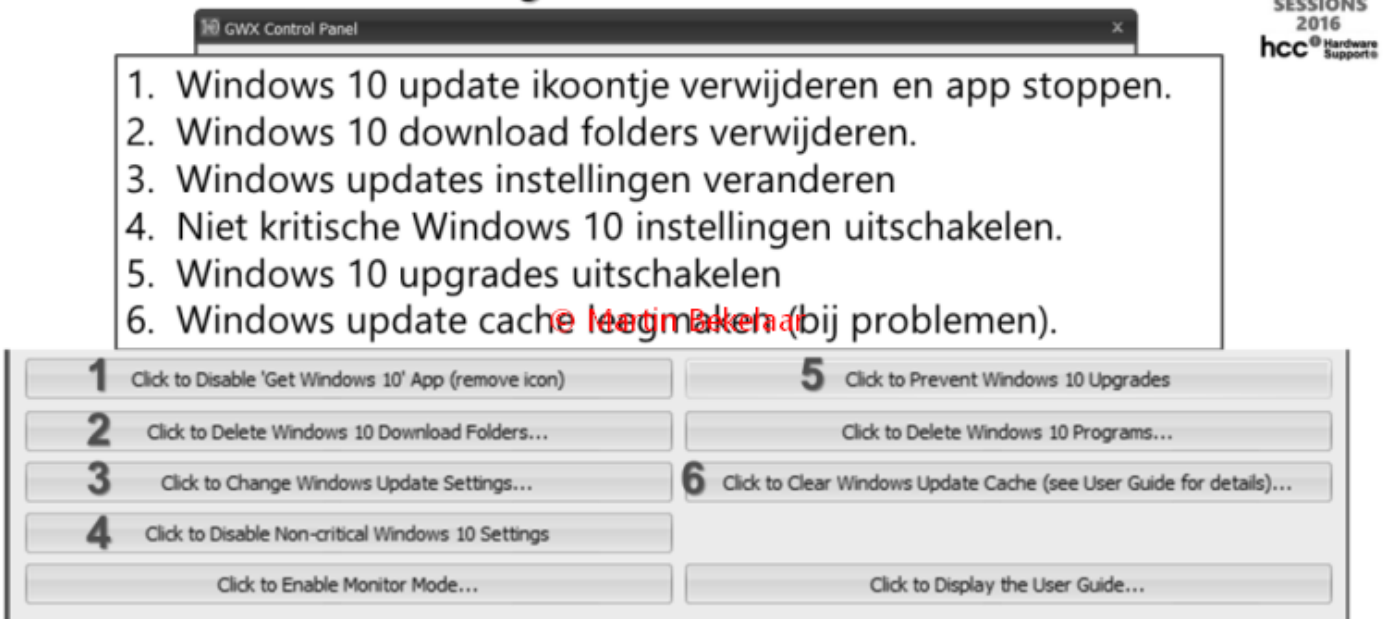 SESSIONS
2016
hcc Hardware Support
GWX Control Panel
1. Windows 10 update ikoontje verwijderen en app stoppen.
2. Windows 10 download folders verwijderen.
3. Windows updates instellingen veranderen
4. Niet kritische Windows 10 instellingen uitschakelen.
5. Windows 10 upgrades uitschakelen
6. Windows update cache leegmaken (bij problemen).
© Martin Bekelaar
1 Click to Disable 'Get Windows 10' App (remove icon)
5 Click to Prevent Windows 10 Upgrades
2 Click to Delete Windows 10 Download Folders...
Click to Delete Windows 10 Programs...
3 Click to Change Windows Update Settings...
6 Click to Clear Windows Update Cache (see User Guide for details)...
4 Click to Disable Non-critical Windows 10 Settings
Click to Enable Monitor Mode...
Click to Display the User Guide...